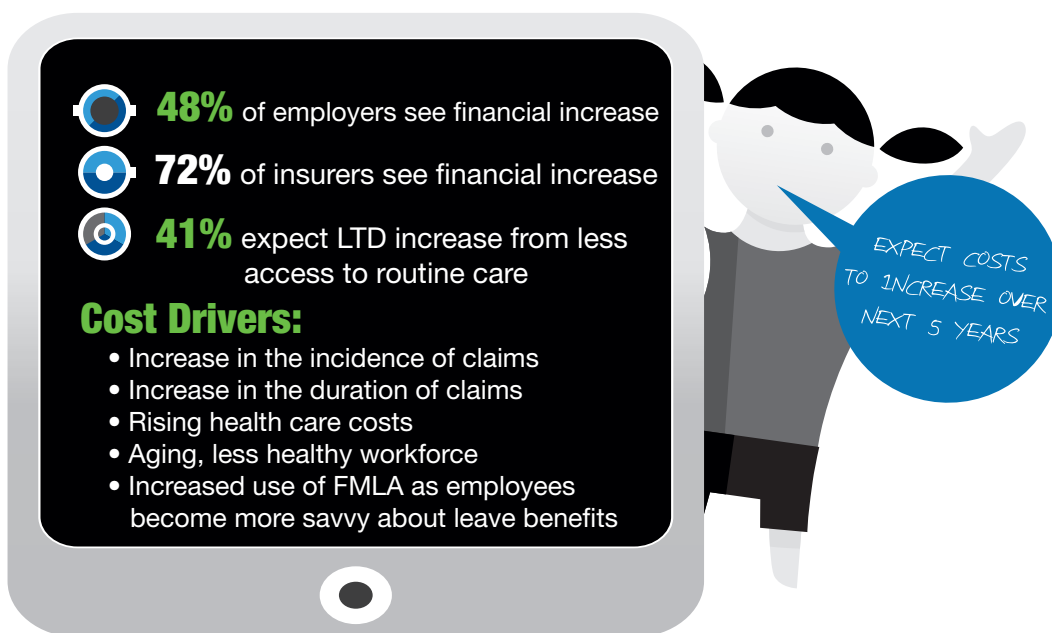 48% of employers see financial increase
72% of insurers see financial increase
41% expect LTD increase from less
access to routine care
Cost Drivers:
• Increase in the incidence of claims
• Increase in the duration of claims
• Rising health care costs
• Aging, less healthy workforce
• Increased use of FMLA as employees
become more savvy about leave benefits
EXPECT COSTS
TO INCREASE OVER
NEXT 5 YEARS